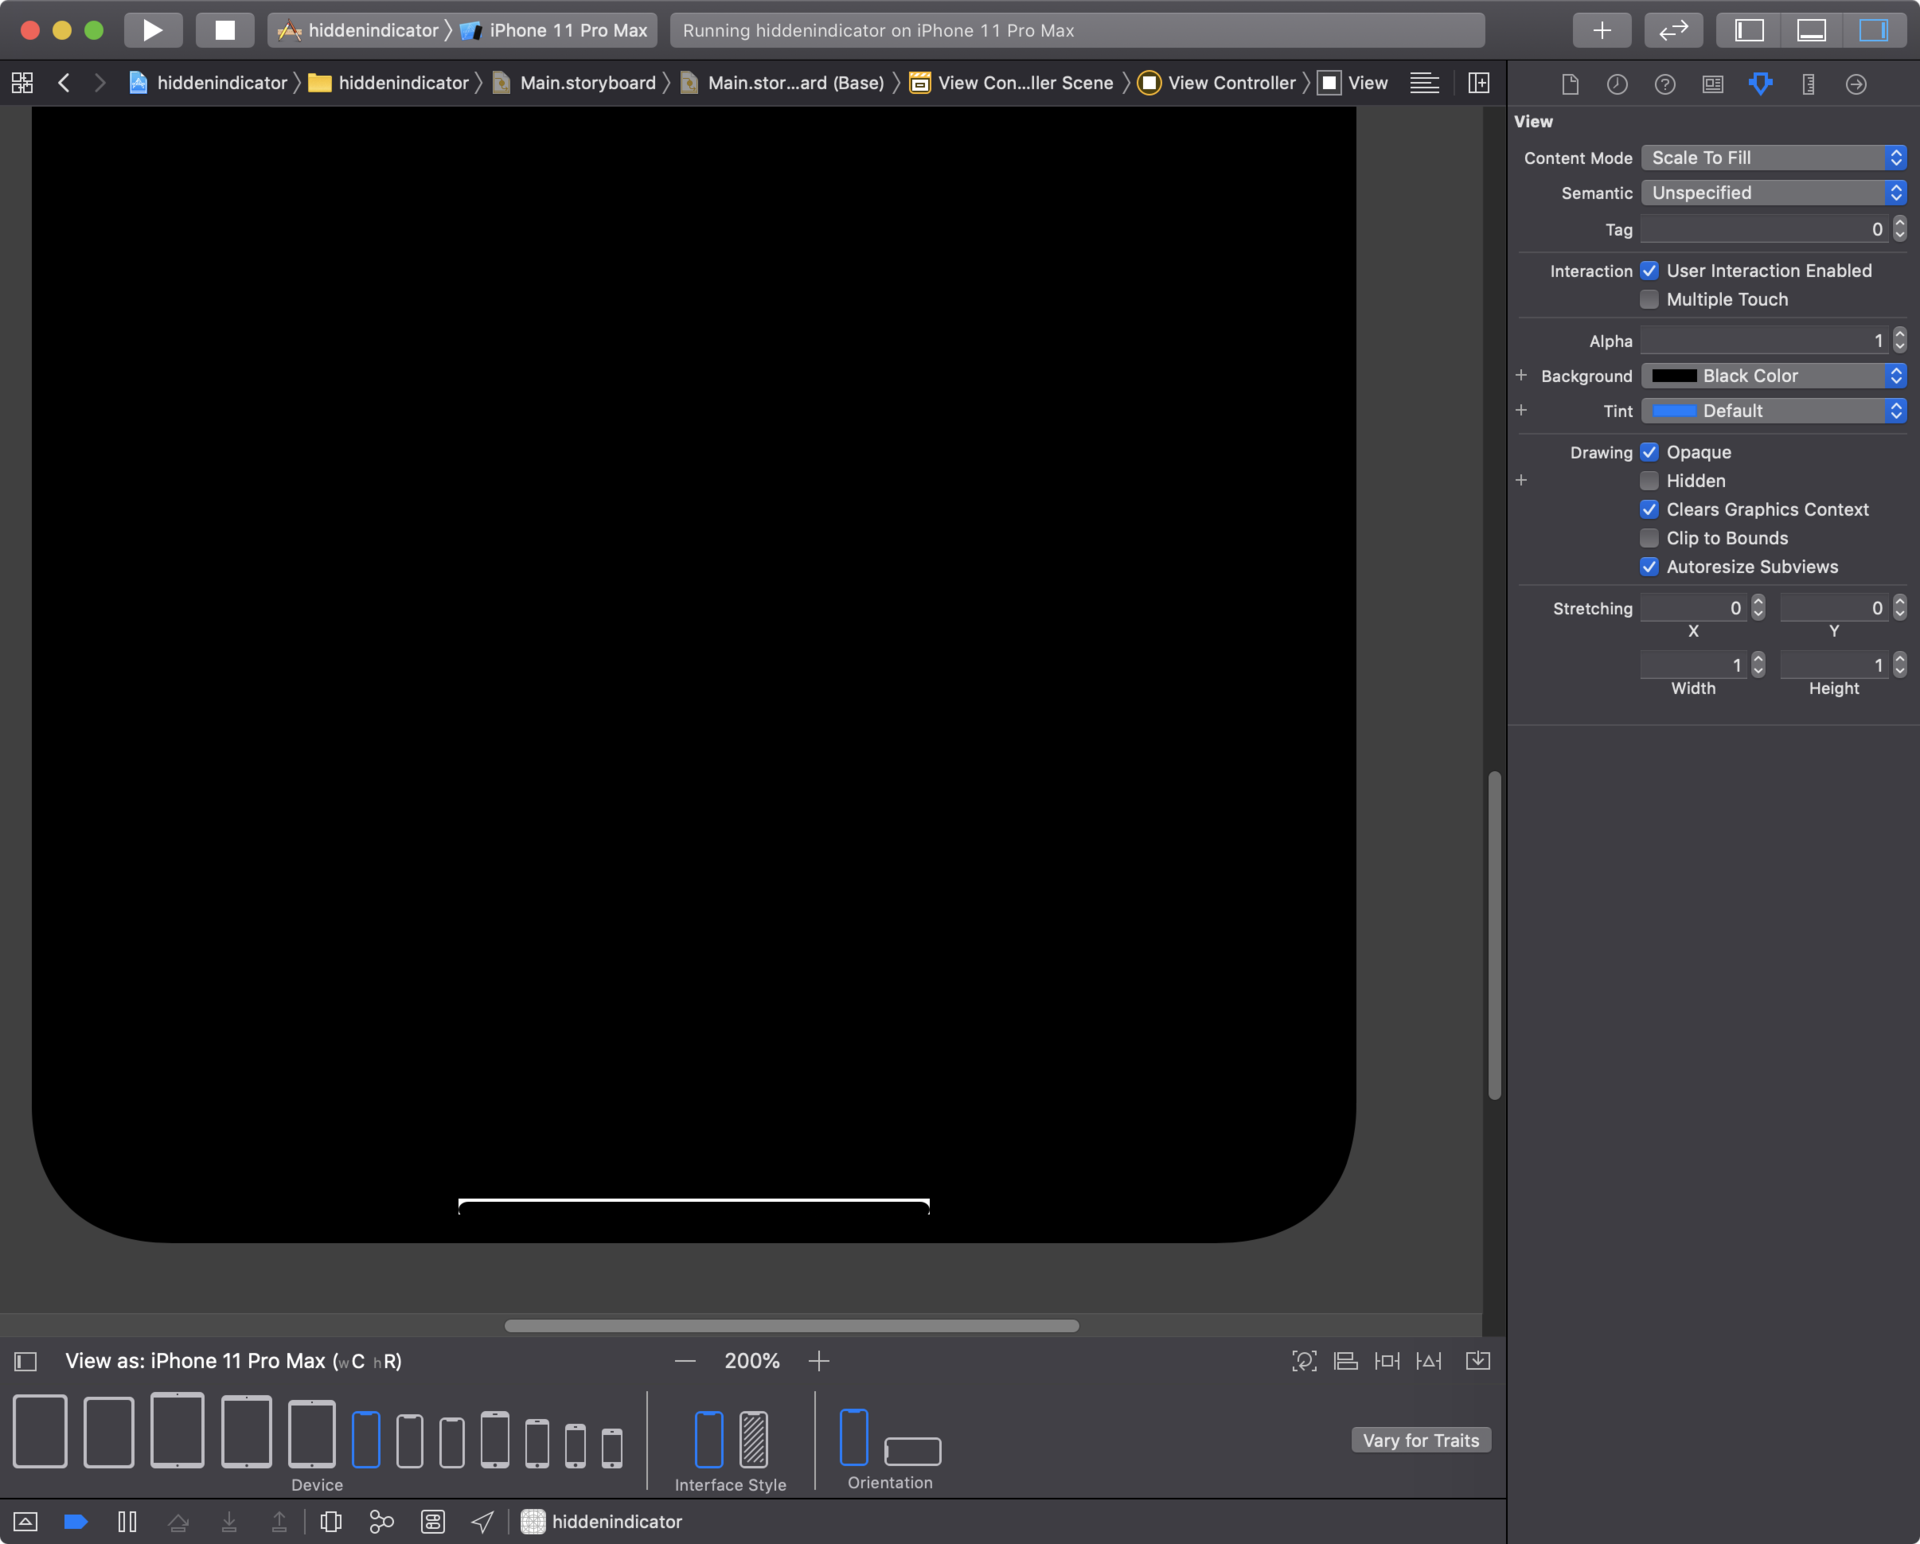 hiddenindicator iPhone 11 Pro Max
Running hiddenindicator on iPhone 11 Pro Max
hiddenindicator hiddenindicator Main.storyboard Main.stor...ard (Base) View Con...ller Scene View Controller View
View
Content Mode Scale To Fill
Semantic Unspecified
Tag 0
Interaction User Interaction Enabled
Multiple Touch
Alpha 1
+ Background Black Color
+ Tint Default
Drawing Opaque
+ Hidden
Clears Graphics Context
Clip to Bounds
Autoresize Subviews
Stretching 0 0
X Y
1 1
Width Height
View as: iPhone 11 Pro Max (wC hR)
200%
Vary for Traits
Device
Interface Style
Orientation
hiddenindicator